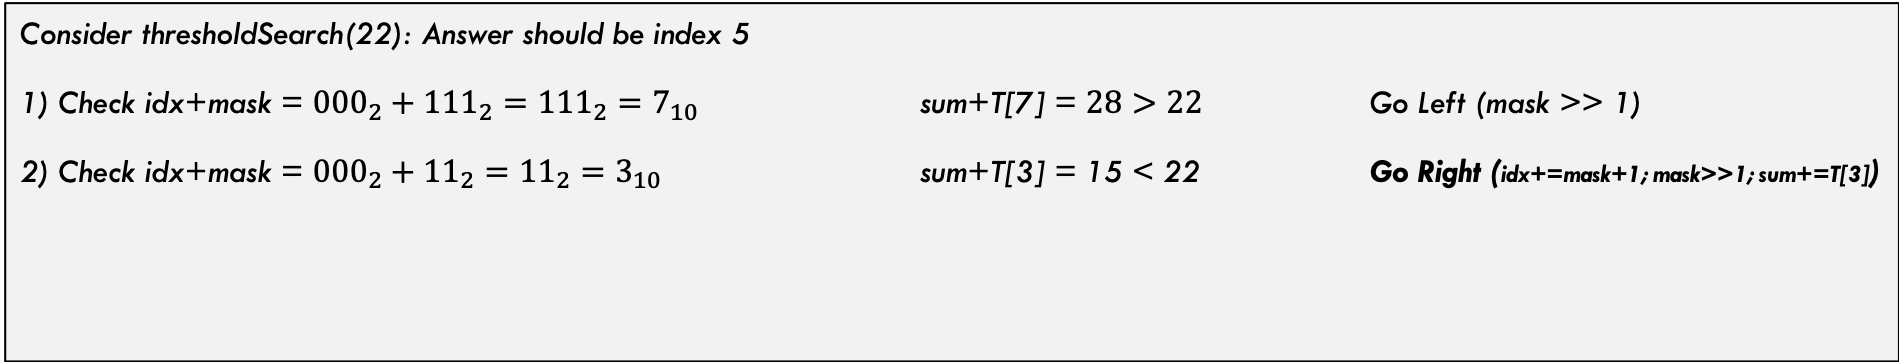 Consider thresholdSearch(22): Answer should be index 5
1) Check idx+mask = 000₂ + 111₂ = 111₂ = 7₁₀ sum+T[7] = 28 > 22 Go Left (mask >> 1)
2) Check idx+mask = 000₂ + 11₂ = 11₂ = 3₁₀ sum+T[3] = 15 < 22 Go Right (idx+=mask+1; mask>>1; sum+=T[3])